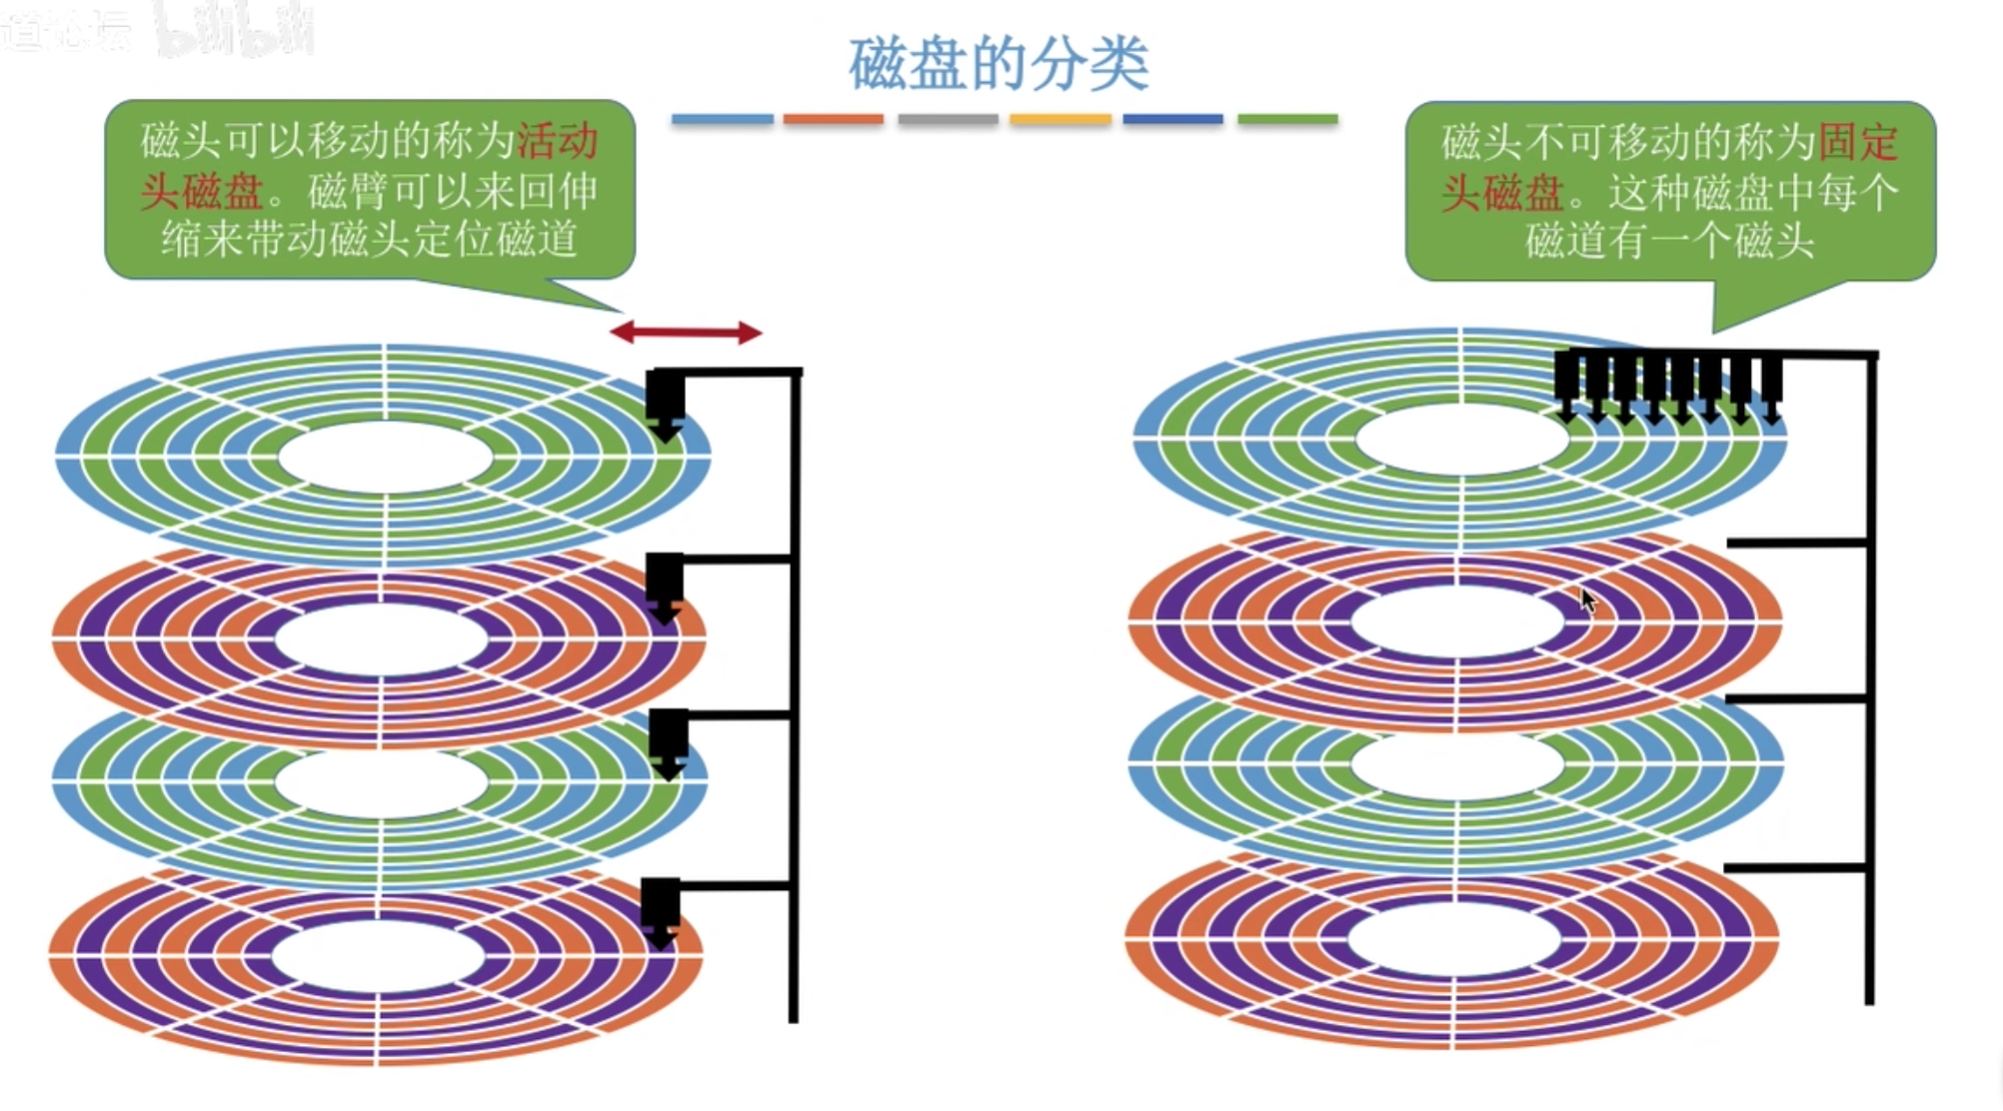 道论坛 bilibili
磁盘的分类
磁头可以移动的称为活动
头磁盘。磁臂可以来回伸
缩来带动磁头定位磁道
磁头不可移动的称为固定
头磁盘。这种磁盘中每个
磁道有一个磁头